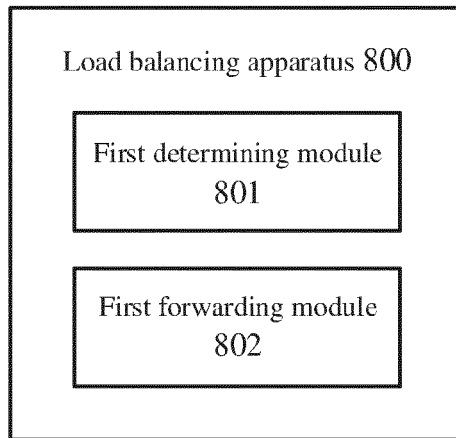 Load balancing apparatus 800
First determining module
801
First forwarding module
802